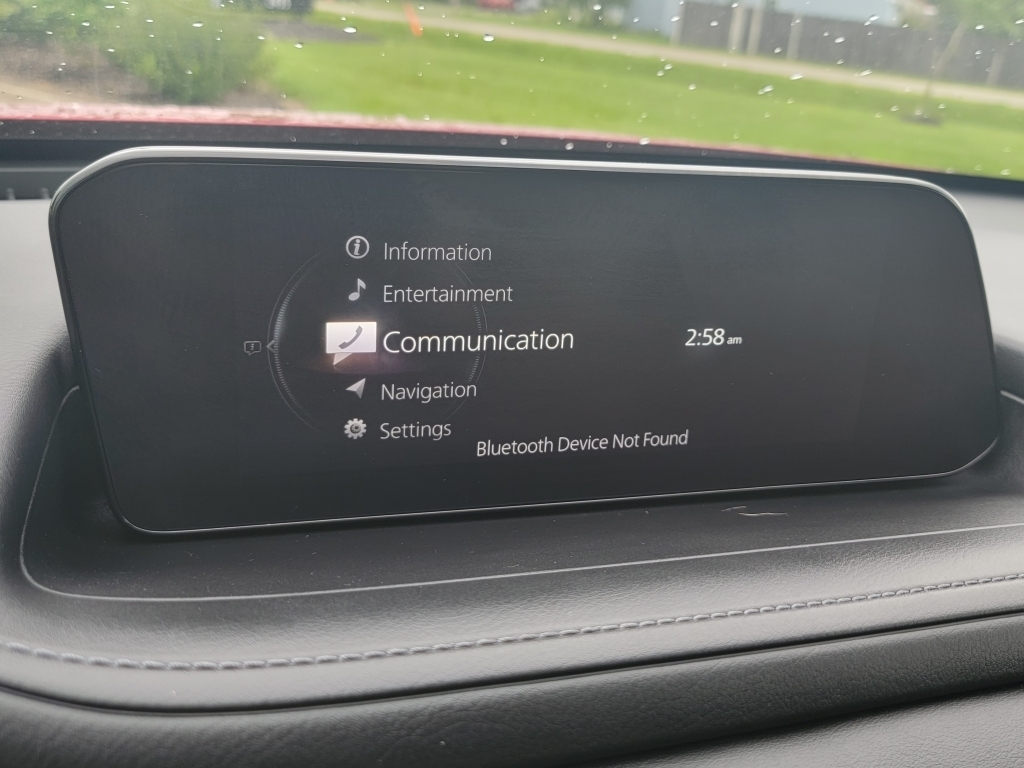 Information
Entertainment
Communication
2:58 am
Navigation
Settings
Bluetooth Device Not Found